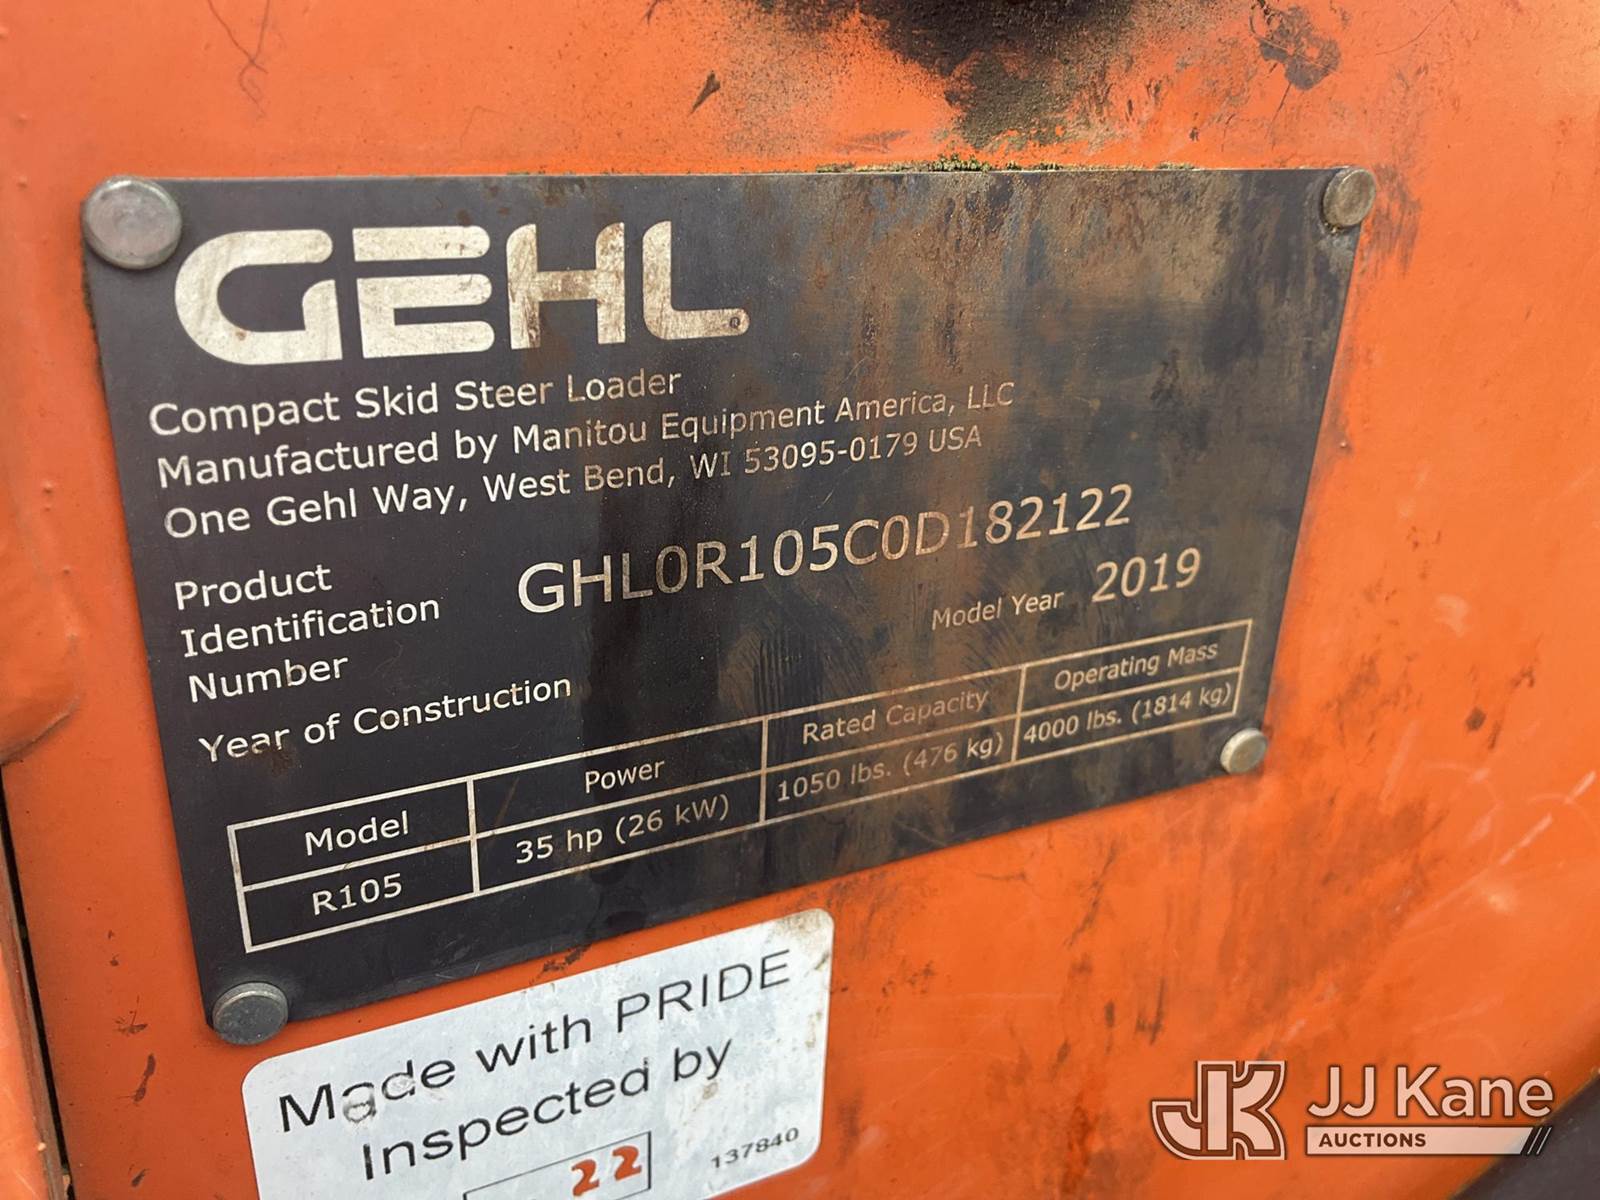 GEHL
Compact Skid Steer Loader
Manufactured by Manitou Equipment America, LLC
One Gehl Way, West Bend, WI 53095-0179 USA
Product
Identification
Number
GHL0R105C0D182122
Model Year 2019
Year of Construction
Model Power Rated Capacity Operating Mass
R105 35 hp (26 kW) 1050 lbs. (476 kg) 4000 lbs. (1814 kg)
Made with PRIDE
Inspected by
22 137840
JK JJ Kane
AUCTIONS